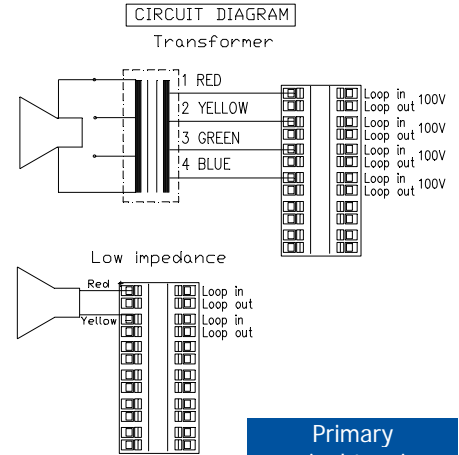 CIRCUIT DIAGRAM
Transformer
1 RED
2 YELLOW
3 GREEN
4 BLUE
Loop in
Loop out
100V
Loop in
Loop out
100V
Loop in
Loop out
100V
Loop in
Loop out
100V
Low impedance
Red +
Yellow
Loop in
Loop out
Loop in
Loop out
Primary